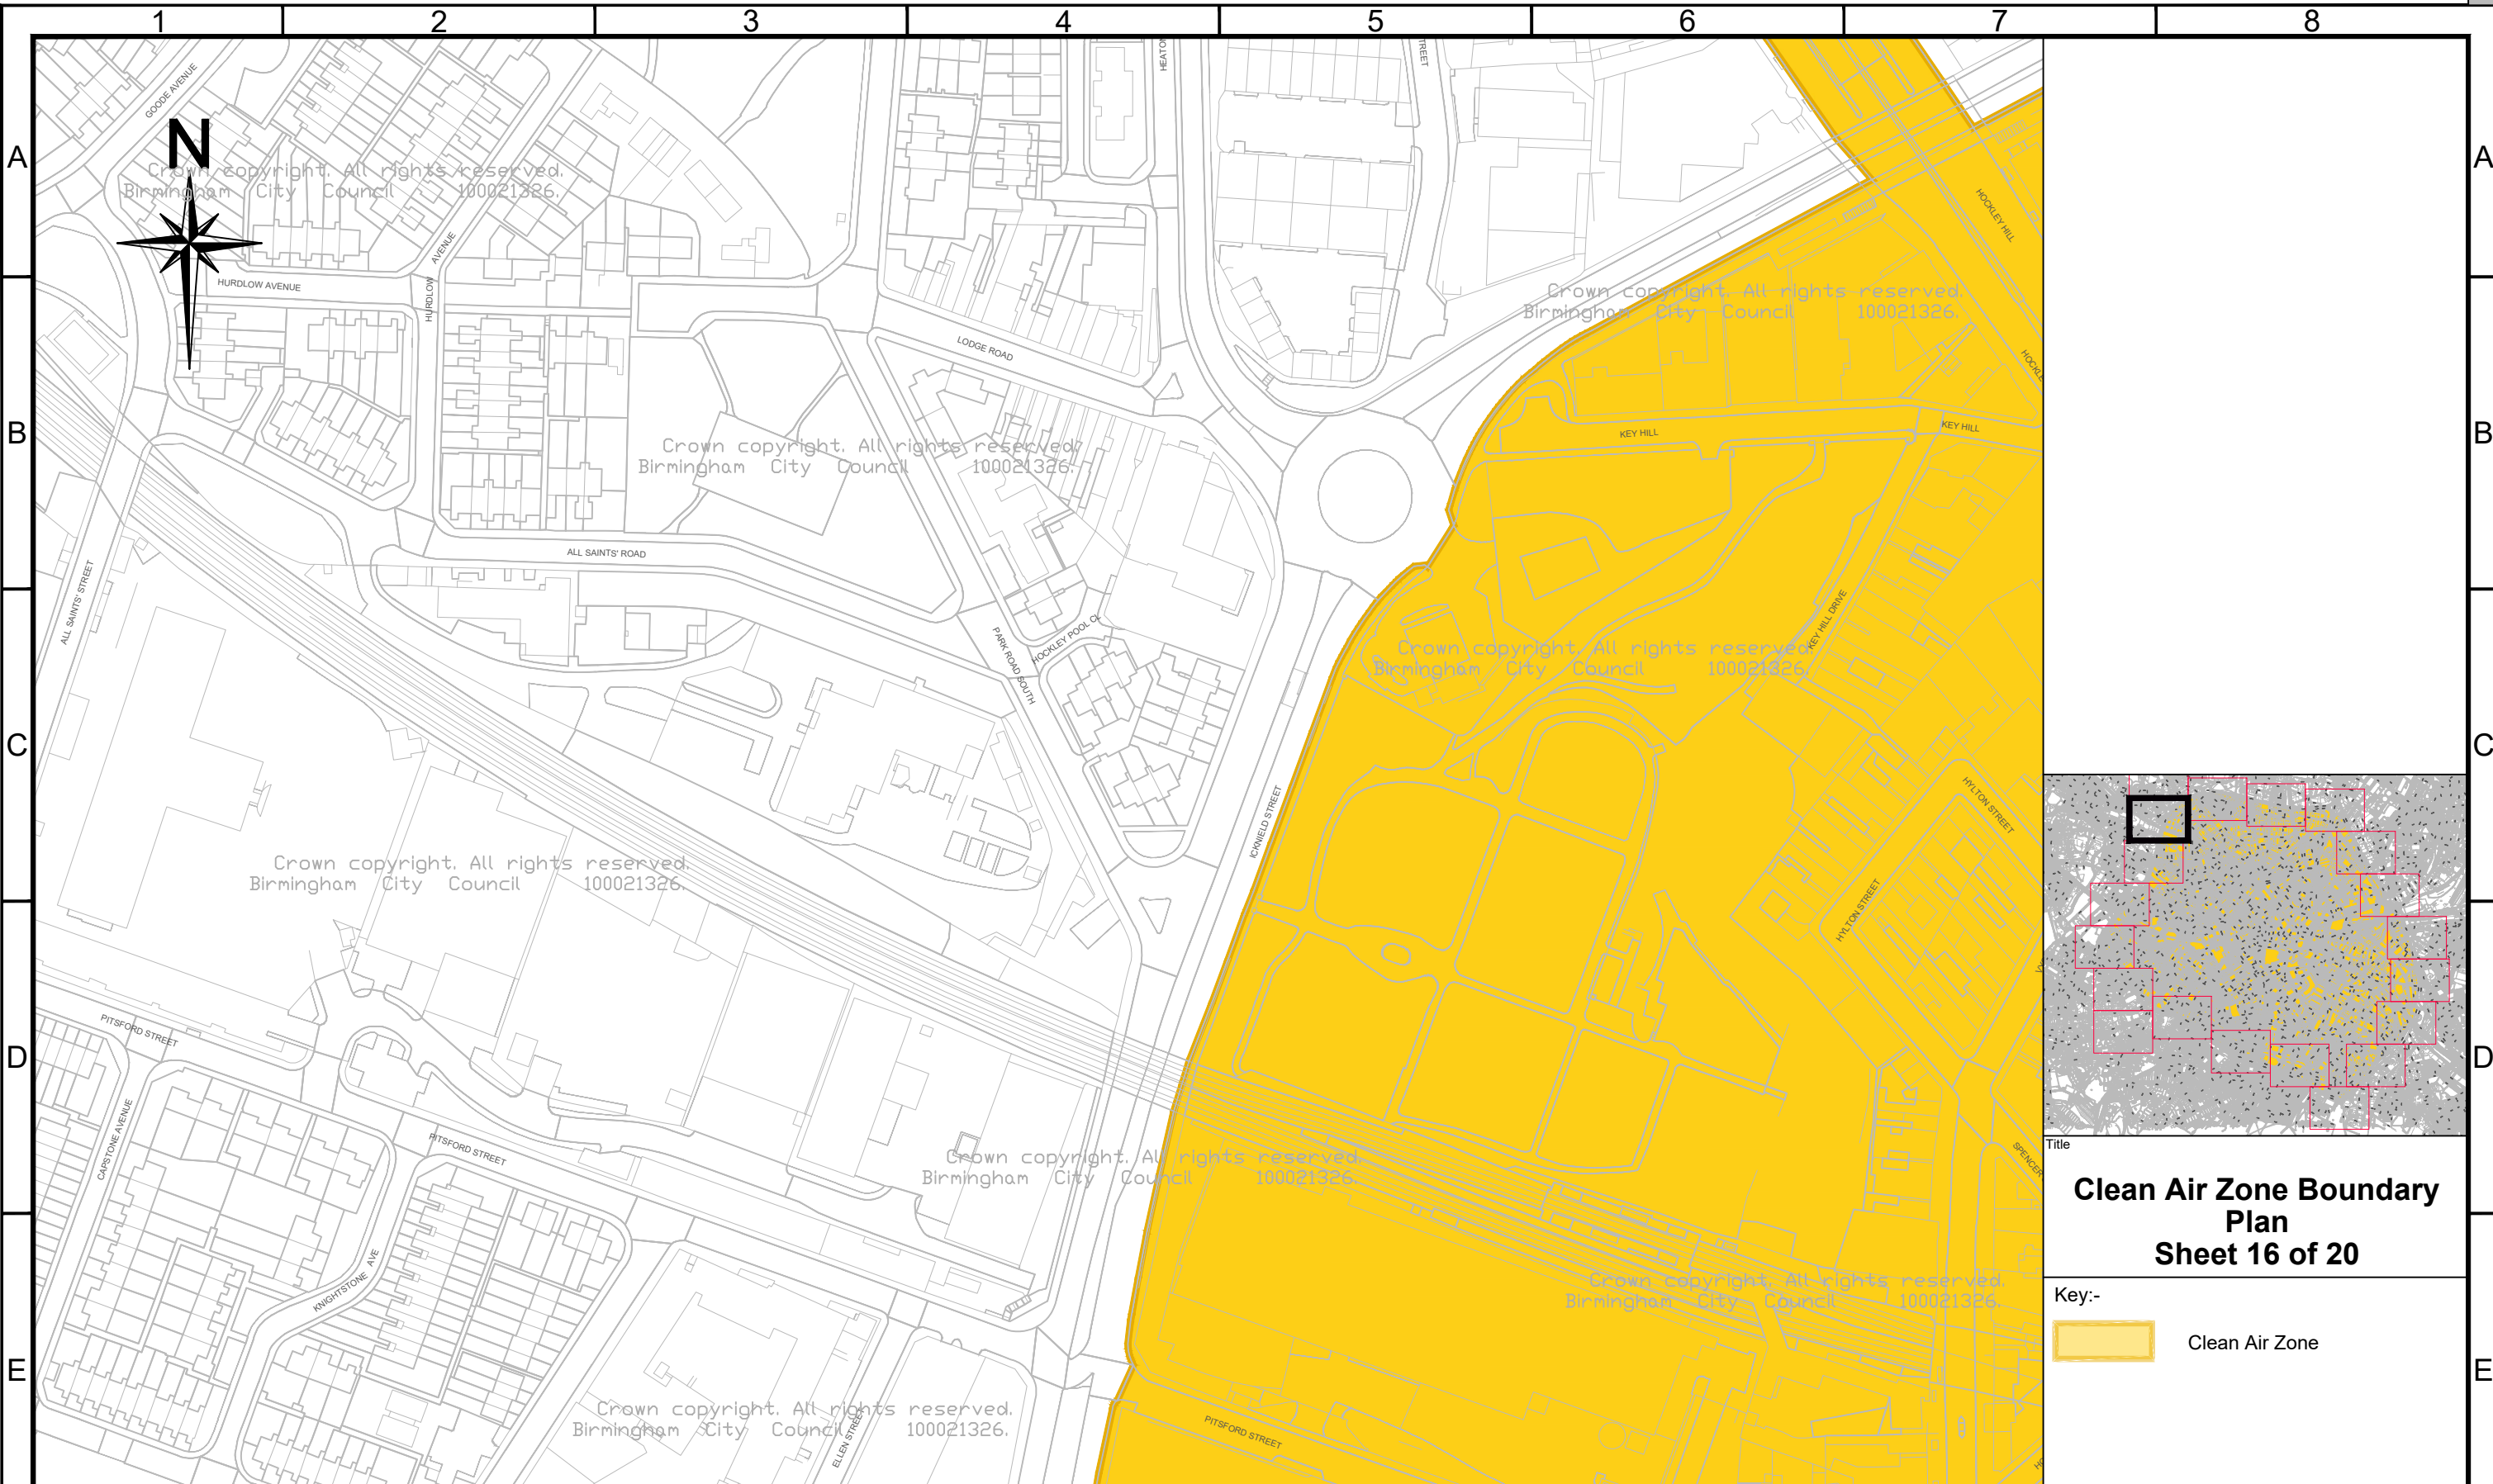 1 2 3 4 5 6 7 8
A
A
B
B
C
C
D
D
E
E
N
GOODE AVENUE
HURDLOW AVENUE
HURDLOW AVENUE
LODGE ROAD
HOCKLEY HILL
KEY HILL
KEY HILL
ALL SAINTS' ROAD
ALL SAINTS' STREET
HOCKLEY POOL CL
PARK ROAD SOUTH
KEY HILL DRIVE
ICKNIELD STREET
HYLTON STREET
HYLTON STREET
PITSFORD STREET
CAPSTONE AVENUE
PITSFORD STREET
KNIGHTSTONE AVE
ELLEN STREET
PITSFORD STREET
SPENCER
Crown copyright. All rights reserved.
Birmingham City Council 100021326.
Crown copyright. All rights reserved.
Birmingham City Council 100021326.
Crown copyright. All rights reserved.
Birmingham City Council 100021326.
Crown copyright. All rights reserved.
Birmingham City Council 100021326.
Crown copyright. All rights reserved.
Birmingham City Council 100021326.
Crown copyright. All rights reserved.
Birmingham City Council 100021326.
Crown copyright. All rights reserved.
Birmingham City Council 100021326.
Crown copyright. All rights reserved.
Birmingham City Council 100021326.
Title
Clean Air Zone Boundary
Plan
Sheet 16 of 20
Key:-
Clean Air Zone